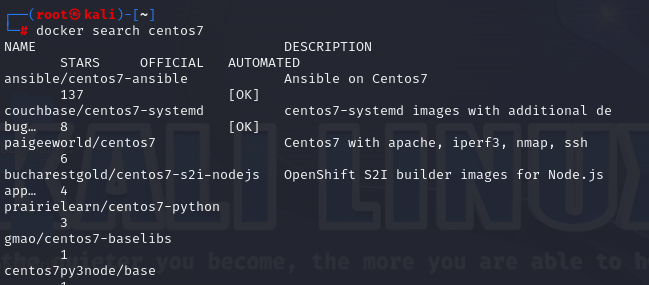 ┌──(root㉿kali)-[~]
└─# docker search centos7
NAME DESCRIPTION
STARS OFFICIAL AUTOMATED
ansible/centos7-ansible Ansible on Centos7
137 [OK]
couchbase/centos7-systemd centos7-systemd images with additional de
bug… 8 [OK]
paigeeworld/centos7 Centos7 with apache, iperf3, nmap, ssh
6
bucharestgold/centos7-s2i-nodejs OpenShift S2I builder images for Node.js
app… 4
prairielearn/centos7-python
3
gmao/centos7-baselibs
1
centos7py3node/base
KALI LINUX
the quieter you become, the more you are able to h